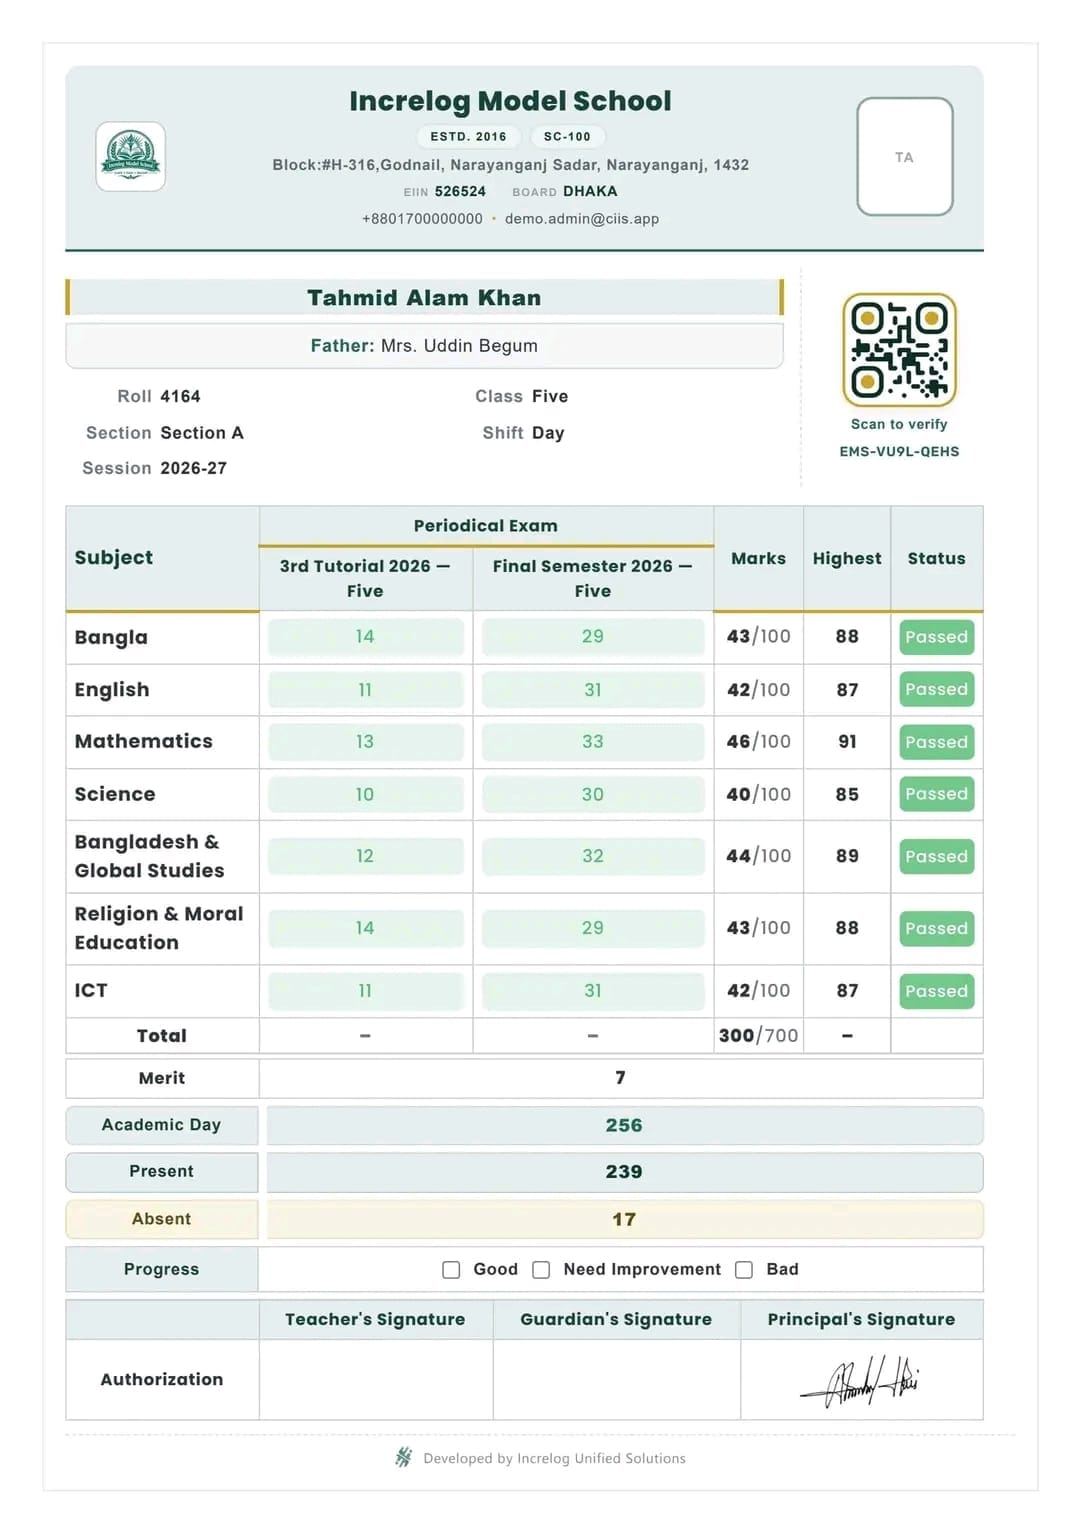 Increlog Model School
ESTD. 2016 SC-100
Block:#H-316,Godnail, Narayanganj Sadar, Narayanganj, 1432
EIIN 526524 BOARD DHAKA
+8801700000000 • demo.admin@ciis.app
Increlog Model School
TA
Tahmid Alam Khan
Father: Mrs. Uddin Begum
Roll 4164 Class Five
Section Section A Shift Day
Session 2026-27
Scan to verify
EMS-VU9L-QEHS
Subject Periodical Exam Marks Highest Status
3rd Tutorial 2026 — Final Semester 2026 —
Five Five
Bangla 14 29 43/100 88 Passed
English 11 31 42/100 87 Passed
Mathematics 13 33 46/100 91 Passed
Science 10 30 40/100 85 Passed
Bangladesh &
Global Studies 12 32 44/100 89 Passed
Religion & Moral
Education 14 29 43/100 88 Passed
ICT 11 31 42/100 87 Passed
Total – – 300/700 –
Merit 7
Academic Day 256
Present 239
Absent 17
Progress Good Need Improvement Bad
Teacher's Signature Guardian's Signature Principal's Signature
Authorization
Developed by Increlog Unified Solutions